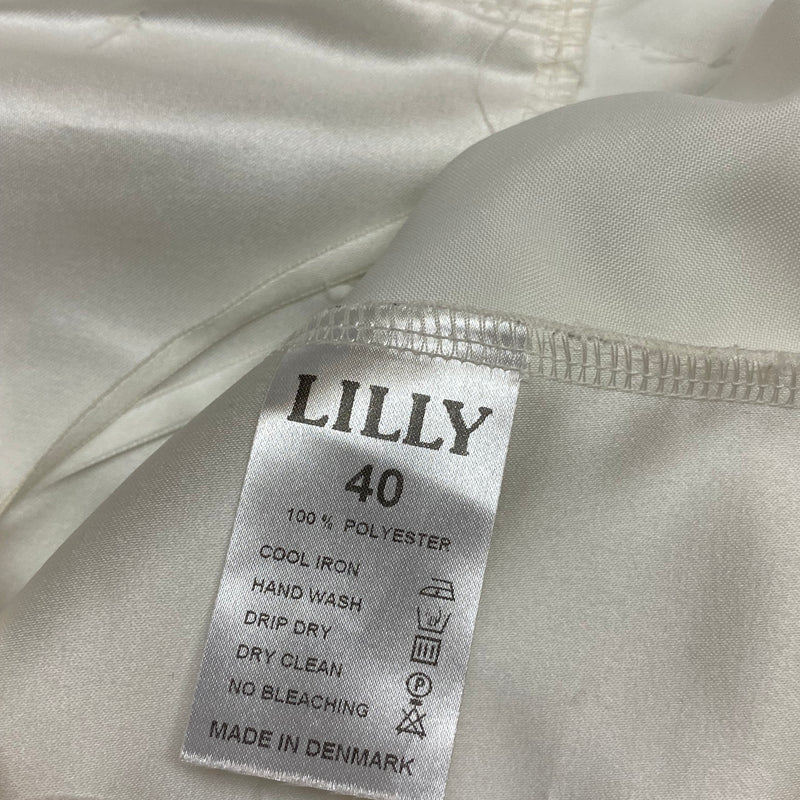 LILLY
40
100 % POLYESTER
COOL IRON
HAND WASH
DRIP DRY
DRY CLEAN
P
NO BLEACHING
MADE IN DENMARK